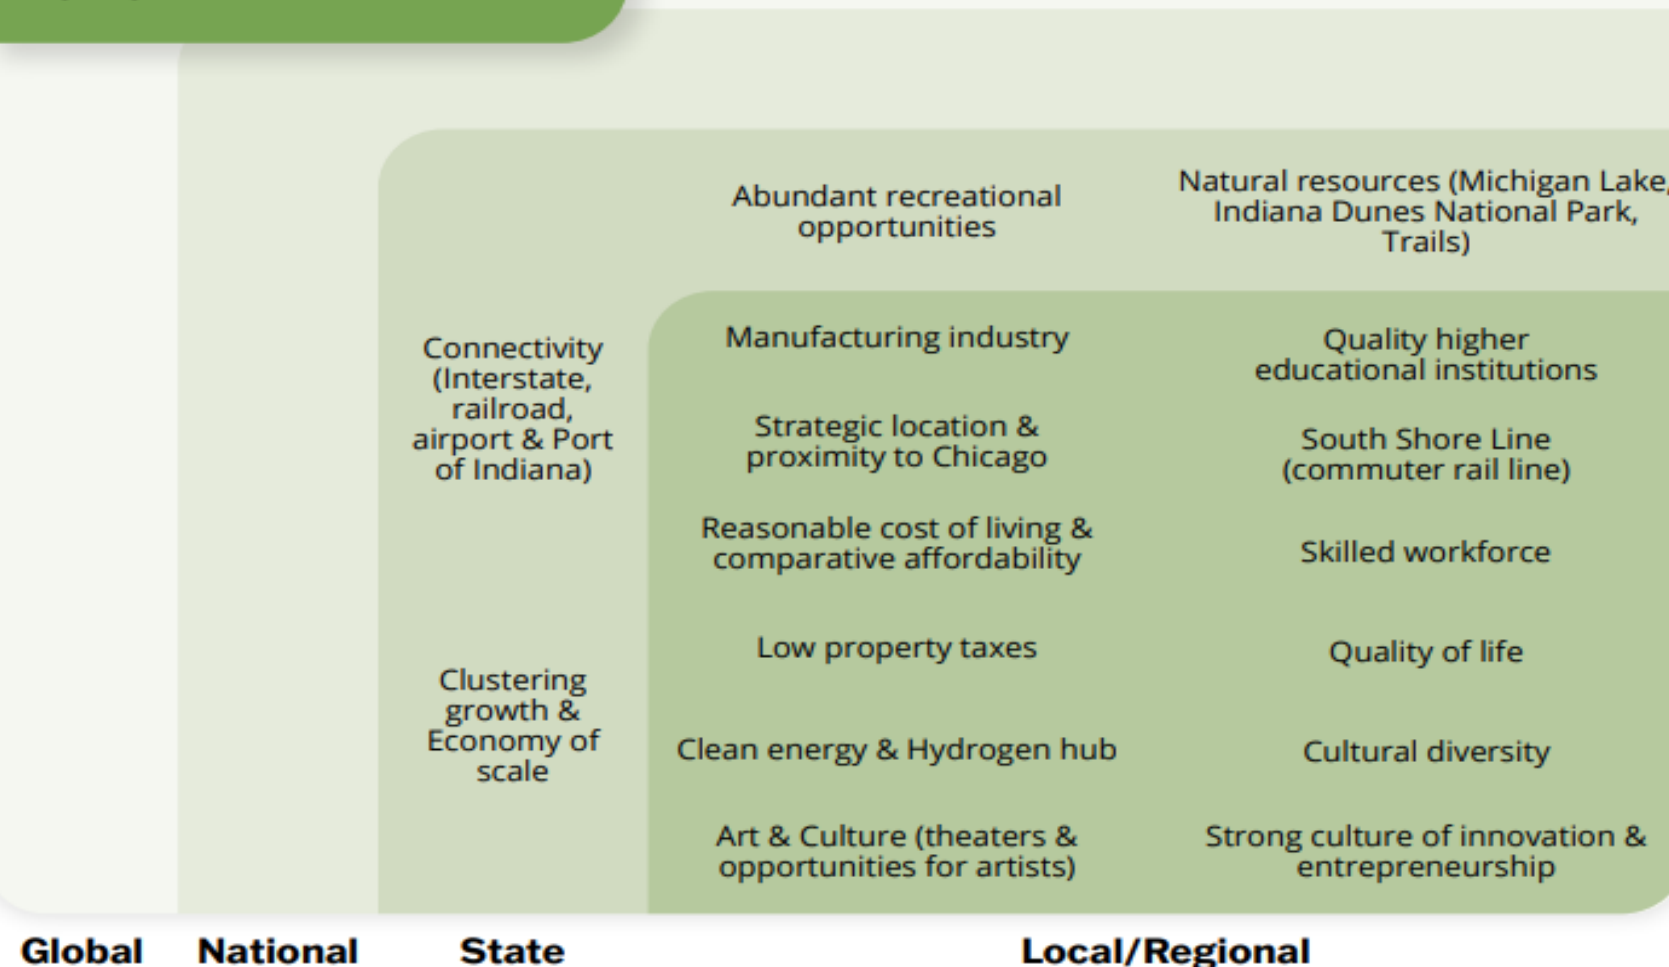 Abundant recreational
opportunities
Natural resources (Michigan Lake,
Indiana Dunes National Park,
Trails)
Connectivity
(Interstate,
railroad,
airport & Port
of Indiana)
Clustering
growth &
Economy of
scale
Manufacturing industry
Strategic location &
proximity to Chicago
Reasonable cost of living &
comparative affordability
Low property taxes
Clean energy & Hydrogen hub
Art & Culture (theaters &
opportunities for artists)
Quality higher
educational institutions
South Shore Line
(commuter rail line)
Skilled workforce
Quality of life
Cultural diversity
Strong culture of innovation &
entrepreneurship
Global
National
State
Local/Regional